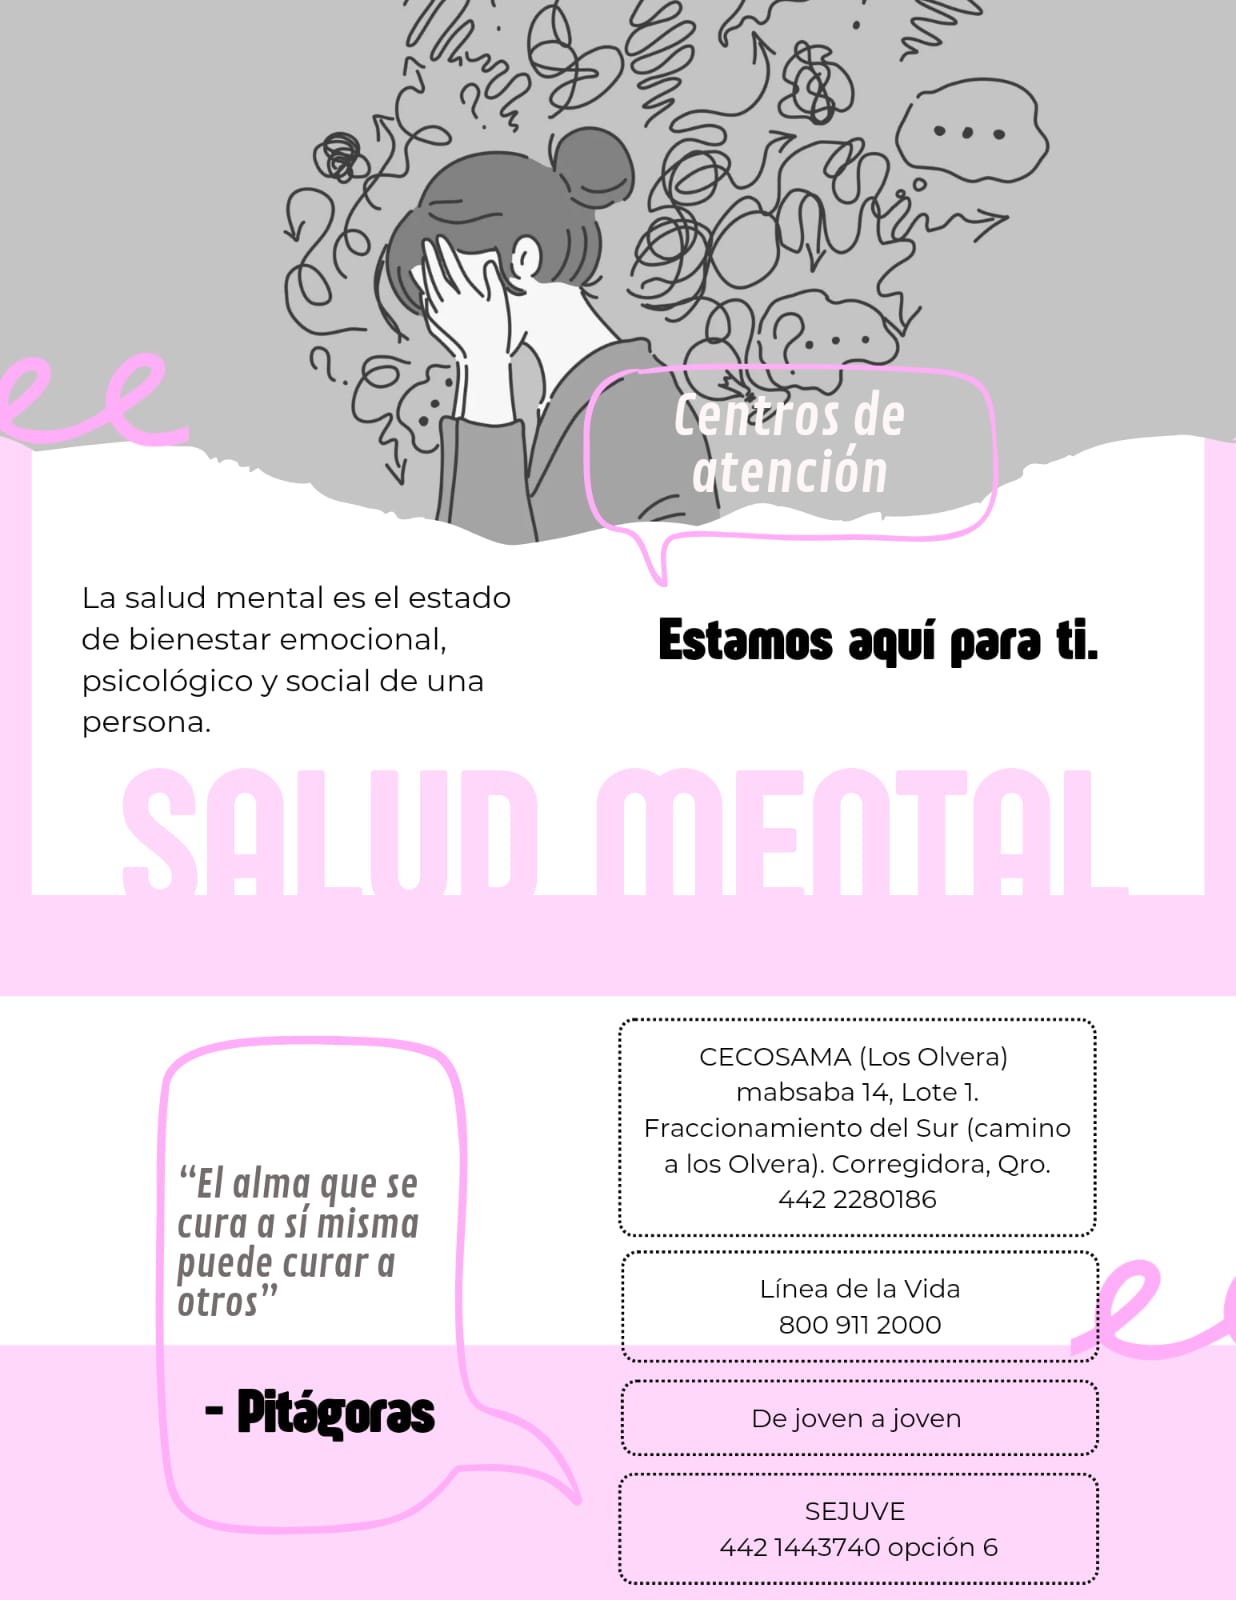 Centros de
atención
La salud mental es el estado
de bienestar emocional,
psicológico y social de una
persona.
Estamos aquí para ti.
SALUD MENTAL
“El alma que se
cura a sí misma
puede curar a
otros”
- Pitágoras
CECOSAMA (Los Olvera)
mabsaba 14, Lote 1.
Fraccionamiento del Sur (camino
a los Olvera). Corregidora, Qro.
442 2280186
Línea de la Vida
800 911 2000
De joven a joven
SEJUVE
442 1443740 opción 6